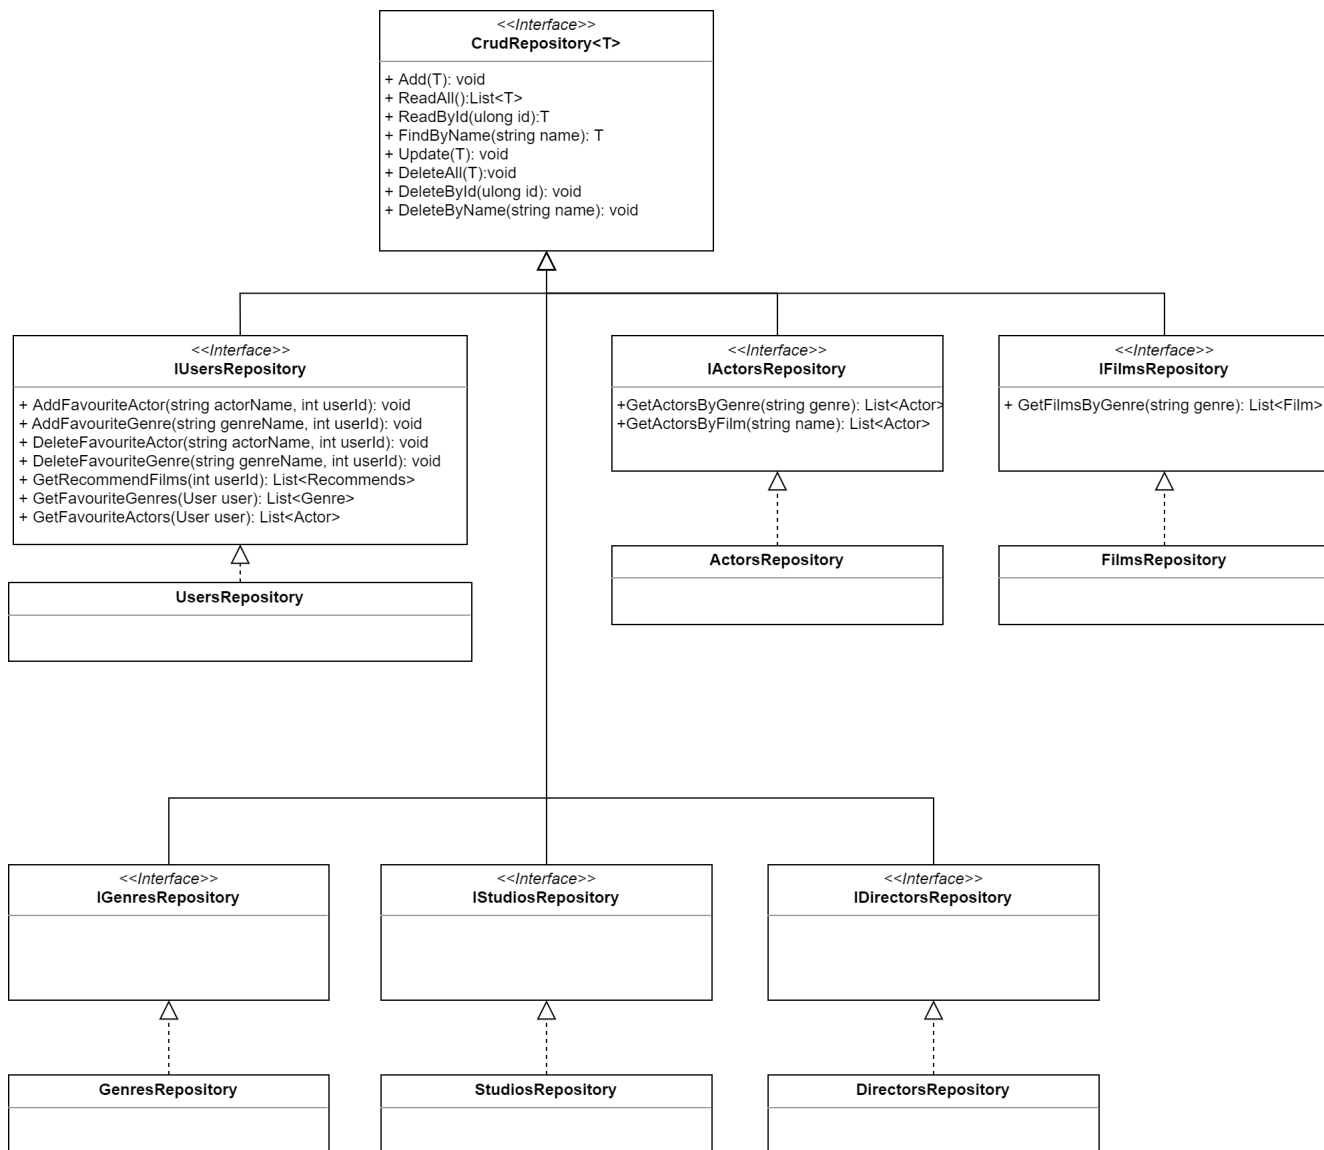 <<Interface>>
CrudRepository<T>
+ Add(T): void
+ ReadAll():List<T>
+ ReadById(ulong id):T
+ FindByName(string name): T
+ Update(T): void
+ DeleteAll(T):void
+ DeleteById(ulong id): void
+ DeleteByName(string name): void
<<Interface>>
IUsersRepository
+ AddFavouriteActor(string actorName, int userId): void
+ AddFavouriteGenre(string genreName, int userId): void
+ DeleteFavouriteActor(string actorName, int userId): void
+ DeleteFavouriteGenre(string genreName, int userId): void
+ GetRecommendFilms(int userId): List<Recommends>
+ GetFavouriteGenres(User user): List<Genre>
+ GetFavouriteActors(User user): List<Actor>
<<Interface>>
IActorsRepository
+GetActorsByGenre(string genre): List<Actor>
+GetActorsByFilm(string name): List<Actor>
<<Interface>>
IFilmsRepository
+ GetFilmsByGenre(string genre): List<Film>
UsersRepository
ActorsRepository
FilmsRepository
<<Interface>>
IGenresRepository
<<Interface>>
IStudiosRepository
<<Interface>>
IDirectorsRepository
GenresRepository
StudiosRepository
DirectorsRepository